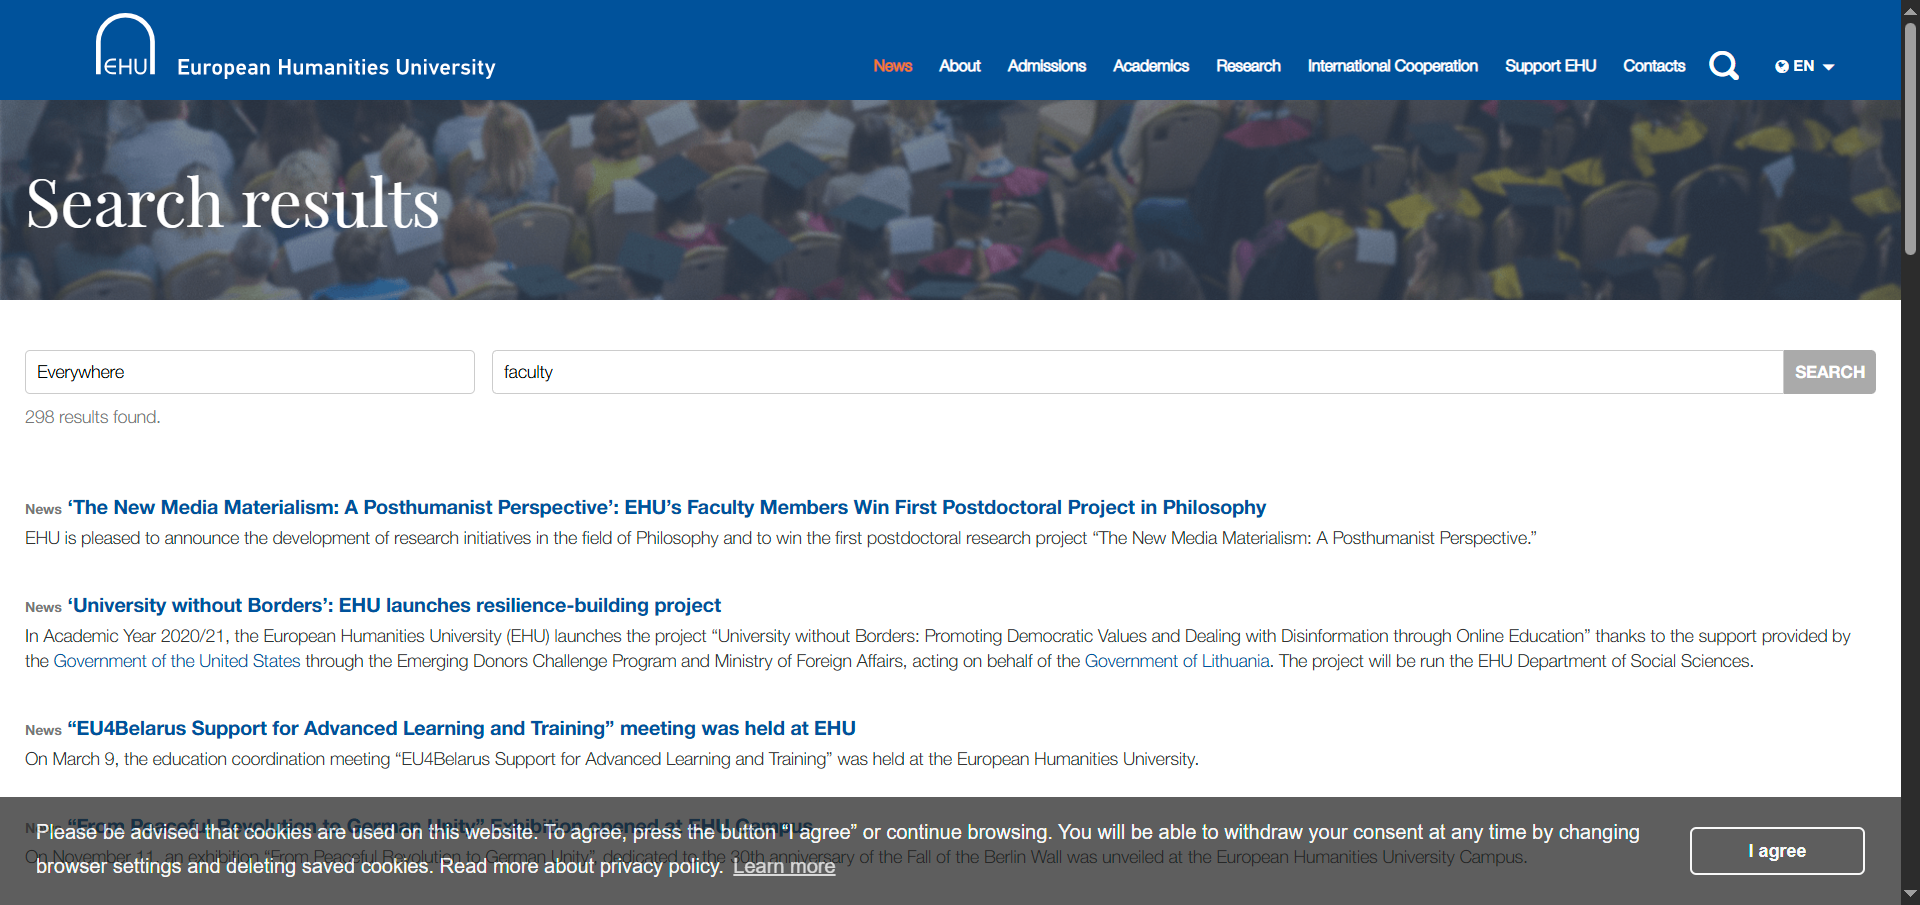 EHU
European Humanities University
News About Admissions Academics Research International Cooperation Support EHU Contacts EN
Search results
Everywhere
faculty
SEARCH
298 results found.
News ‘The New Media Materialism: A Posthumanist Perspective’: EHU’s Faculty Members Win First Postdoctoral Project in Philosophy
EHU is pleased to announce the development of research initiatives in the field of Philosophy and to win the first postdoctoral research project “The New Media Materialism: A Posthumanist Perspective.”
News ‘University without Borders’: EHU launches resilience-building project
In Academic Year 2020/21, the European Humanities University (EHU) launches the project “University without Borders: Promoting Democratic Values and Dealing with Disinformation through Online Education” thanks to the support provided by
the Government of the United States through the Emerging Donors Challenge Program and Ministry of Foreign Affairs, acting on behalf of the Government of Lithuania. The project will be run the EHU Department of Social Sciences.
News “EU4Belarus Support for Advanced Learning and Training” meeting was held at EHU
On March 9, the education coordination meeting “EU4Belarus Support for Advanced Learning and Training” was held at the European Humanities University.
News “From Peaceful Revolution to German Unity” Exhibition opened at EHU Campus
On November 11, an exhibition “From Peaceful Revolution to German Unity”, dedicated to the 30th anniversary of the Fall of the Berlin Wall was unveiled at the European Humanities University Campus.
Please be advised that cookies are used on this website. To agree, press the button “I agree” or continue browsing. You will be able to withdraw your consent at any time by changing
browser settings and deleting saved cookies. Read more about privacy policy. Learn more
I agree